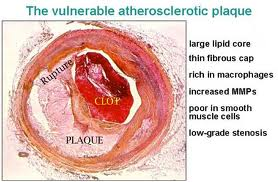 The vulnerable atherosclerotic plaque
large lipid core
thin fibrous cap
rich in macrophages
increased MMPs
poor in smooth
muscle cells
low-grade stenosis
Rupture
CLOT
PLAQUE